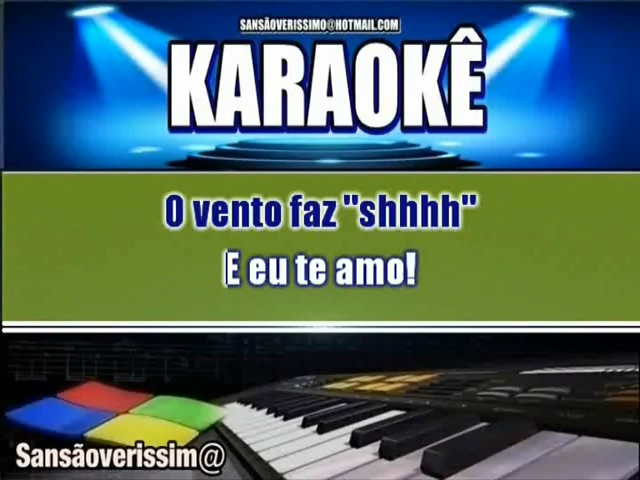 SANSÃOVERISSIMO@HOTMAIL.COM
KARAOKÊ
O vento faz "shhhh"
E eu te amo!
Sansãoverissim@